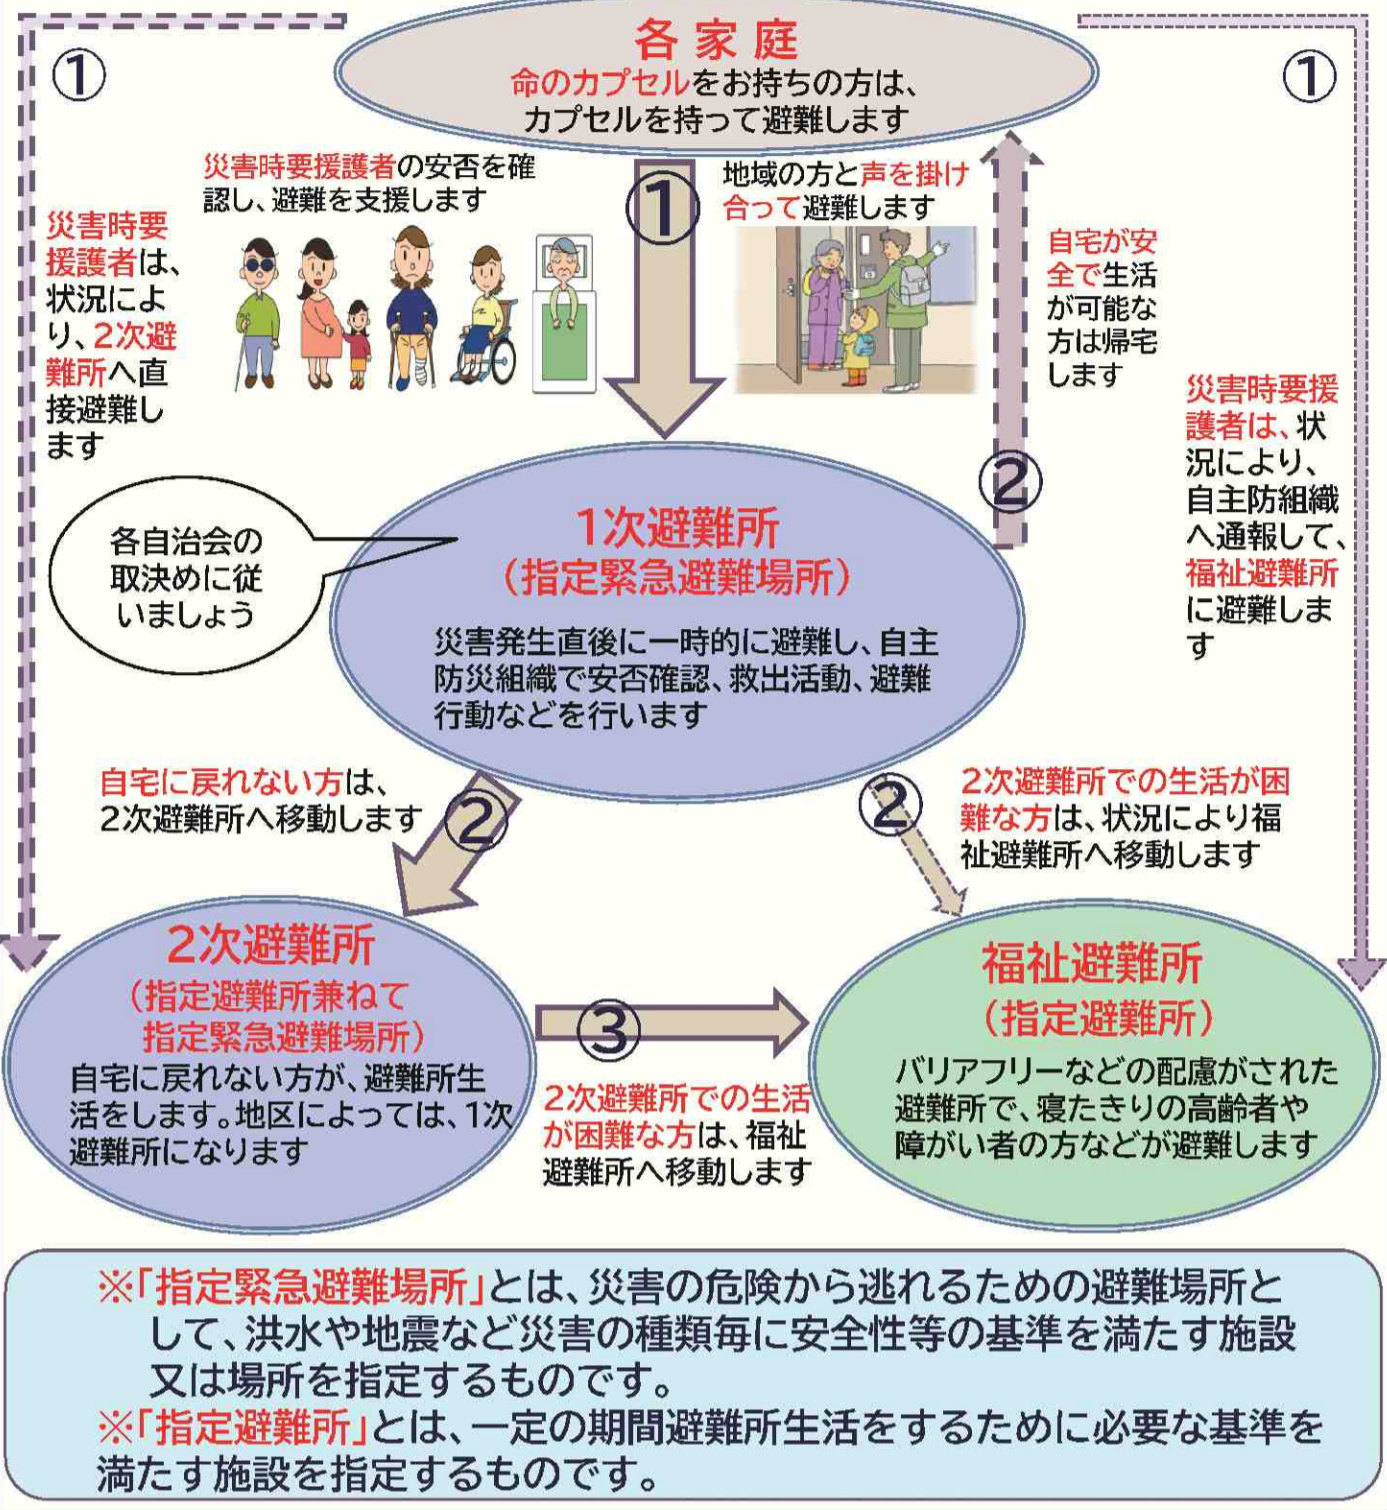 各家庭
命のカプセルをお持ちの方は、
カプセルを持って避難します
①
①
災害時要援護者の安否を確
認し、避難を支援します
①
地域の方と声を掛け
合って避難します
災害時要
援護者は、
状況によ
り、2次避
難所へ直
接避難し
ます
自宅が安
全で生活
が可能な
方は帰宅
します
②
災害時要援
護者は、状
況により、
自主防組織
へ通報して、
福祉避難所
に避難しま
す
各自治会の
取決めに従
いましょう
1次避難所
（指定緊急避難場所）
災害発生直後に一時的に避難し、自主
防災組織で安否確認、救出活動、避難
行動などを行います
自宅に戻れない方は、
2次避難所へ移動します
②
②
2次避難所での生活が困
難な方は、状況により福
祉避難所へ移動します
2次避難所
（指定避難所兼ねて
指定緊急避難場所）
自宅に戻れない方が、避難所生
活をします。地区によっては、1次
避難所になります
③
2次避難所での生活
が困難な方は、福祉
避難所へ移動します
福祉避難所
（指定避難所）
バリアフリーなどの配慮がされた
避難所で、寝たきりの高齢者や
障がい者の方などが避難します
※「指定緊急避難場所」とは、災害の危険から逃れるための避難場所と
して、洪水や地震など災害の種類毎に安全性等の基準を満たす施設
又は場所を指定するものです。
※「指定避難所」とは、一定の期間避難所生活をするために必要な基準を
満たす施設を指定するものです。